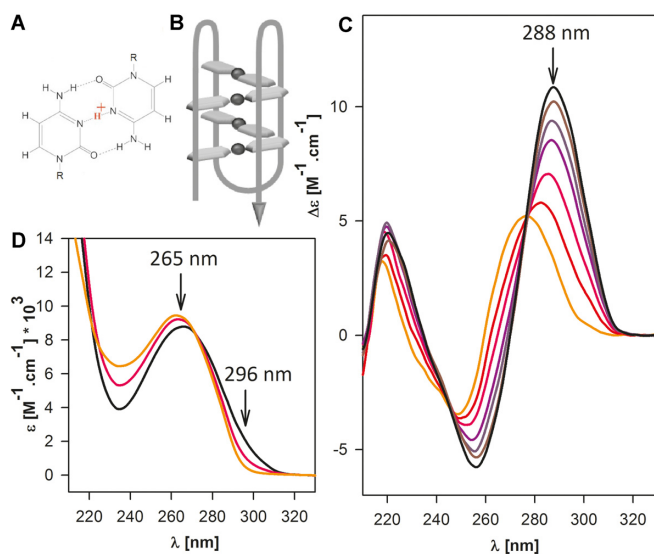 A
B
C
R
H
H
N
O
N
H
H
N
H
+
N
H
N
O
H
H
N
H
R
288 nm
10
5
0
-5
Δε [M⁻¹.cm⁻¹]
220 240 260 280 300 320
λ [nm]
D
265 nm
296 nm
14
12
10
8
6
4
2
0
ε [M⁻¹.cm⁻¹] * 10³
220 240 260 280 300 320
λ [nm]